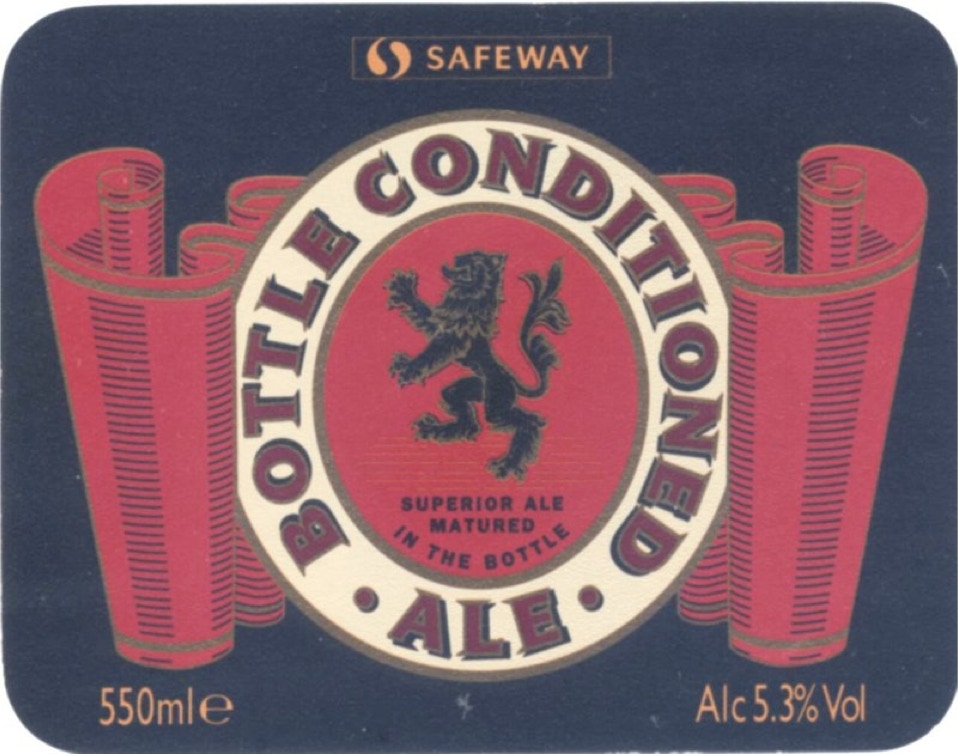 SAFEWAY
BOTTLE CONDITIONED
SUPERIOR ALE
MATURED
IN THE BOTTLE
• ALE •
550ml e
Alc 5.3% Vol